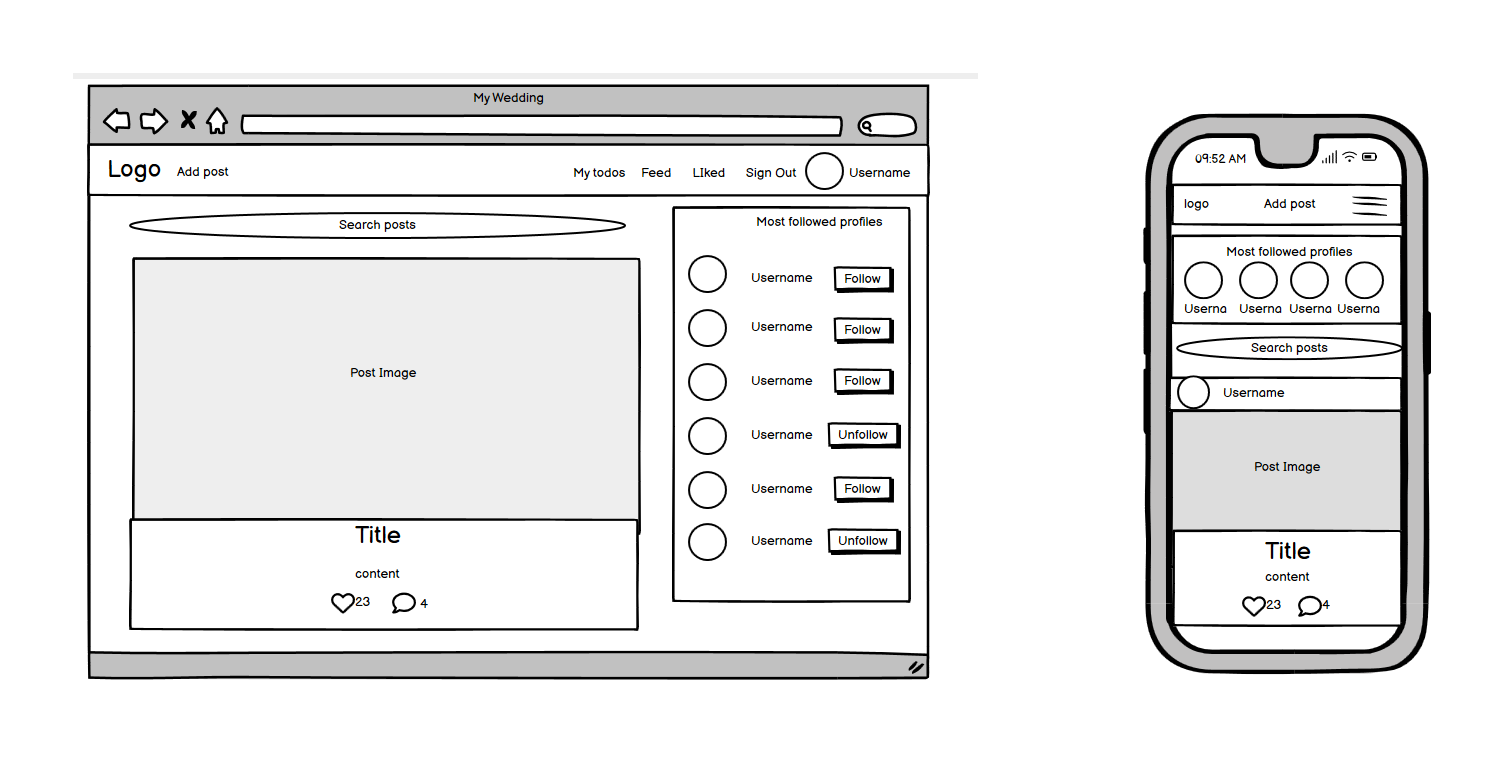 My Wedding
Logo Add post My todos Feed LIked Sign Out Username
Search posts
Post Image
Title
content
23 4
Most followed profiles
Username Follow
Username Follow
Username Follow
Username Unfollow
Username Follow
Username Unfollow
09:52 AM
logo Add post
Most followed profiles
Userna Userna Userna Userna
Search posts
Username
Post Image
Title
content
23 4